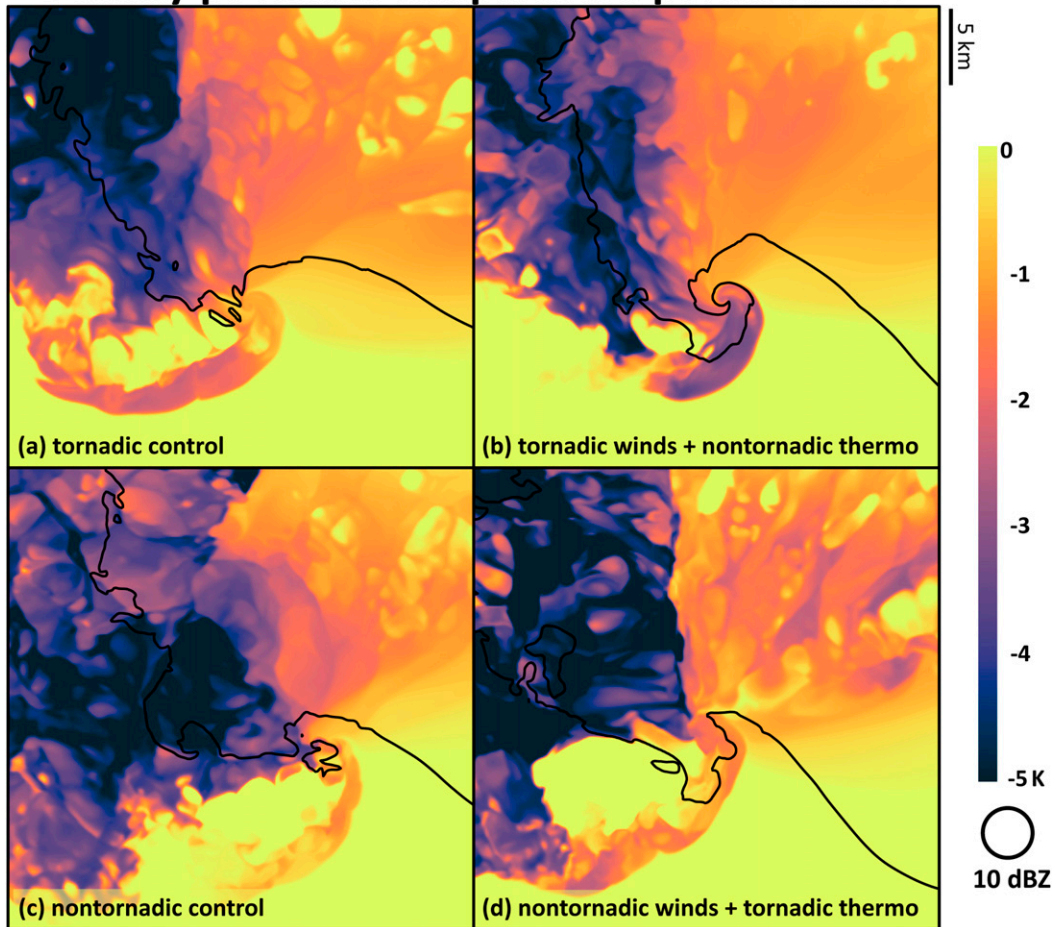 5 km
(a) tornadic control
(b) tornadic winds + nontornadic thermo
(c) nontornadic control
(d) nontornadic winds + tornadic thermo
0
-1
-2
-3
-4
-5 K
10 dBZ